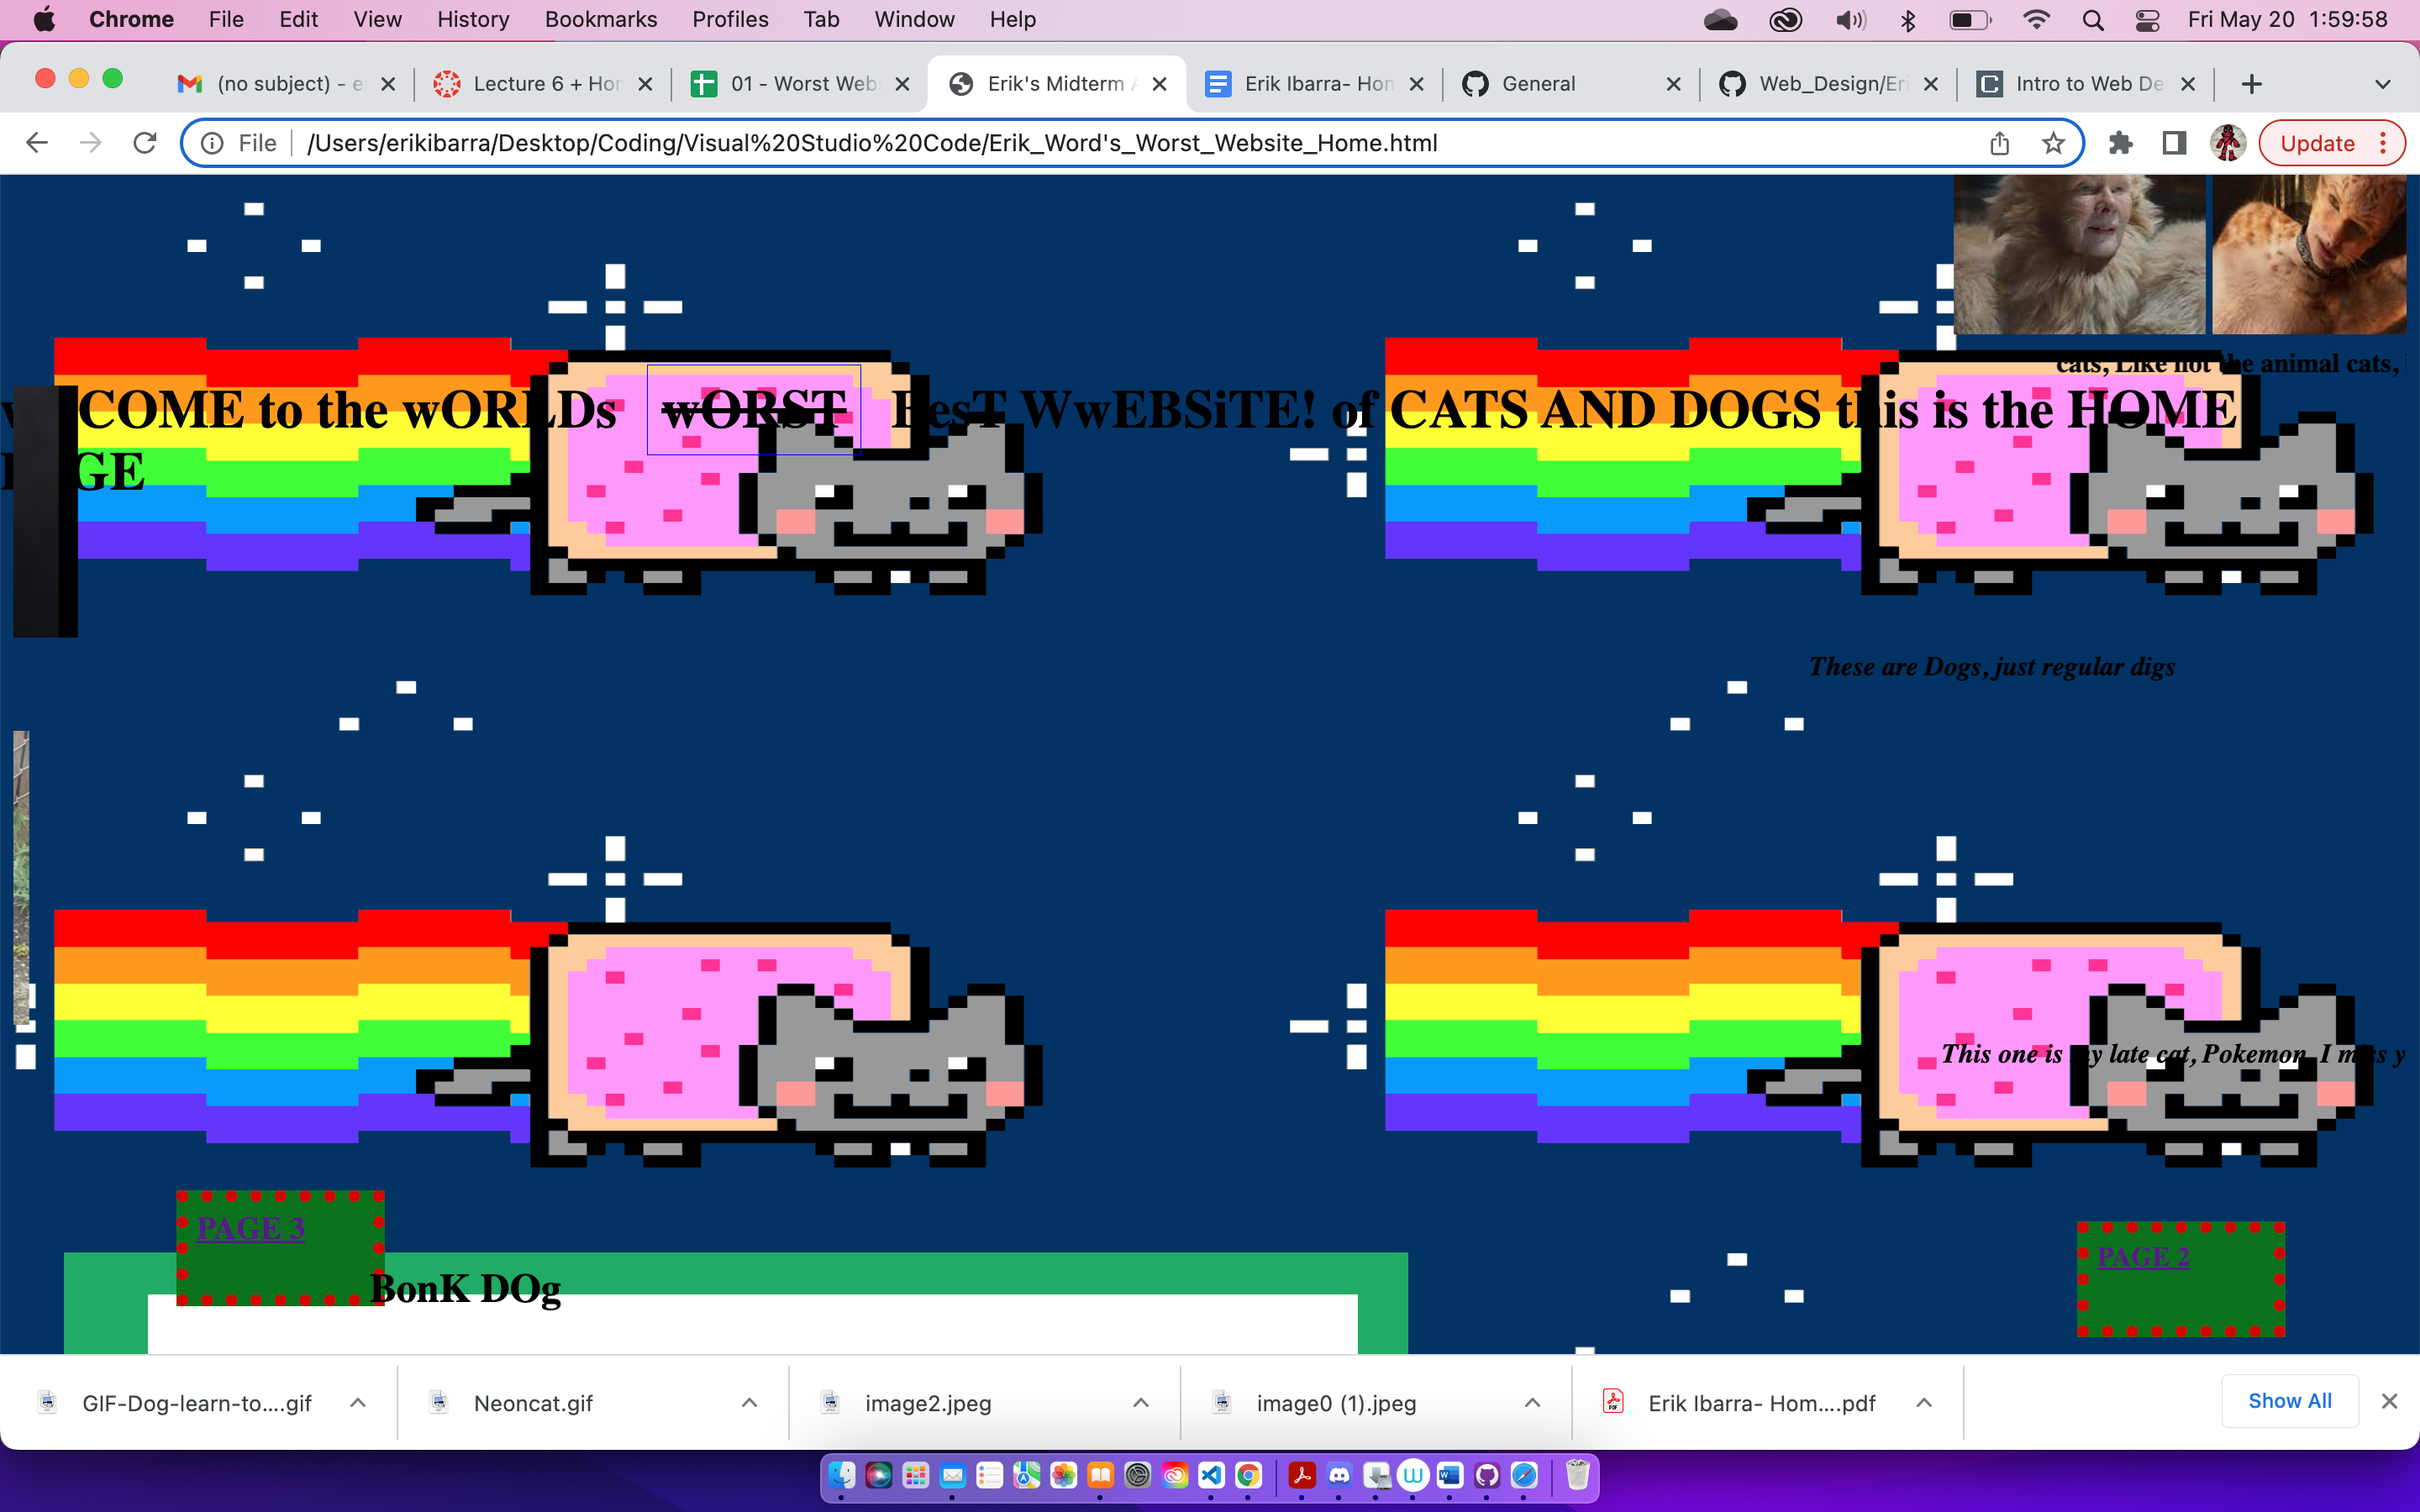 Chrome File Edit View History Bookmarks Profiles Tab Window Help Fri May 20 1:59:58
(no subject) - e Lecture 6 + Hor 01 - Worst Web Erik's Midterm A Erik Ibarra- Hom General Web_Design/Eri Intro to Web De
File /Users/erikibarra/Desktop/Coding/Visual%20Studio%20Code/Erik_Word's_Worst_Website_Home.html Update
cats, Like not the animal cats,
COME to the wORLDs wORST BesT WwEBSiTE! of CATS AND DOGS this is the HOME
GE
These are Dogs, just regular digs
This one is my late cat, Pokemon, I miss y
PAGE 3
PAGE 2
BonK DOg
GIF-Dog-learn-to....gif Neoncat.gif image2.jpeg image0 (1).jpeg Erik Ibarra- Hom....pdf Show All